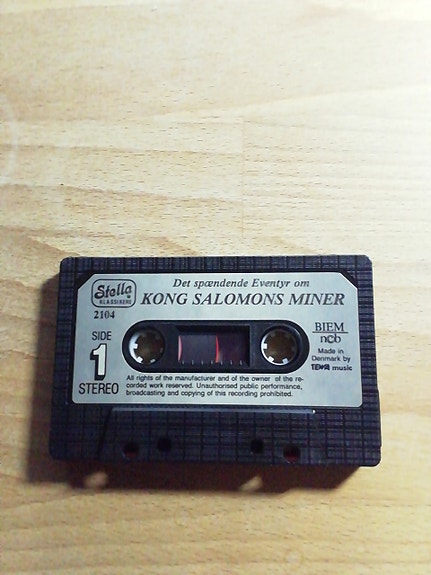 Stella
KLASSIKERE
2104
Det spændende Eventyr om
KONG SALOMONS MINER
SIDE
1
STEREO
BIEM
ncb
Made in
Denmark by
music
All rights of the manufacturer and of the owner of the re-
corded work reserved. Unauthorised public performance,
broadcasting and copying of this recording prohibited.